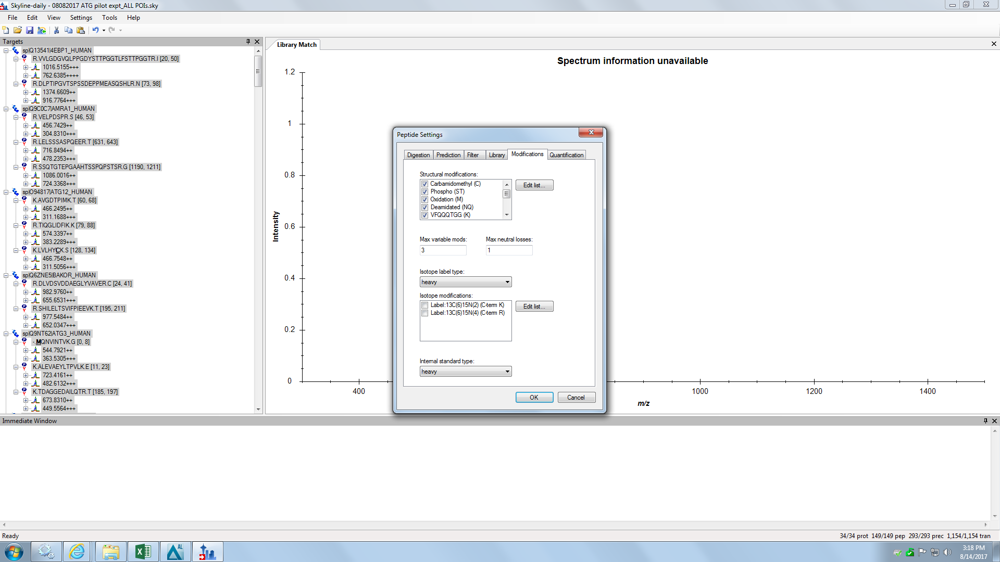 Skyline-daily - 08082017 ATG pilot expt_ALL POIs.sky
File Edit View Settings Tools Help
Targets
sp|Q13541|4EBP1_HUMAN
R.VVLGDGVQLPPGDYSTTPGGTLFSTTPGGTR.I [20, 50]
1016.5155+++
762.6385++++
R.DLPTIPGVTSPSSDEPPMEASQSHLR.N [73, 98]
1374.6609++
916.7764+++
sp|Q9C0C7|AMRA1_HUMAN
R.VELPDSPR.S [46, 53]
456.7429++
304.8310+++
R.LELSSSASPQEER.T [631, 643]
716.8494++
478.2353+++
R.SSQTGTEPGAAHTSSPQPSTSR.G [1190, 1211]
1086.0016++
724.3368+++
sp|O94817|ATG12_HUMAN
K.AVGDTPIMK.T [60, 68]
466.2495++
311.1688+++
R.TIQGLIDFIK.K [79, 88]
574.3397++
383.2289+++
K.LVLHYCK.S [128, 134]
466.7548++
311.5056+++
sp|Q6ZNE5|BAKOR_HUMAN
R.DLVDSVDDAEGLYVAVER.C [24, 41]
982.9760++
655.6531+++
R.SHILELTSVIFPIEEVK.T [195, 211]
977.5484++
652.0347+++
sp|Q9NT62|ATG3_HUMAN
-.MQNVINTVK.G [0, 8]
544.7921++
363.5305+++
K.ALEVAEYLTPVLK.E [11, 23]
723.4161++
482.6132+++
K.TDAGGEDAILQTR.T [185, 197]
673.8310++
449.5564+++
Library Match
Spectrum information unavailable
1.2
1
0.8
0.6
0.4
0.2
0
Intensity
400
1000
1200
1400
m/z
Peptide Settings
Digestion Prediction Filter Library Modifications Quantification
Structural modifications:
Carbamidomethyl (C)
Phospho (ST)
Oxidation (M)
Deamidated (NQ)
VFQQQTGG (K)
Edit list...
Max variable mods: Max neutral losses:
3 1
Isotope label type:
heavy
Isotope modifications:
Label:13C(6)15N(2) (C-term K)
Label:13C(6)15N(4) (C-term R)
Edit list...
Internal standard type:
heavy
OK Cancel
Immediate Window
Ready
34/34 prot 149/149 pep 293/293 prec 1,154/1,154 tran
AL
3:18 PM
8/14/2017